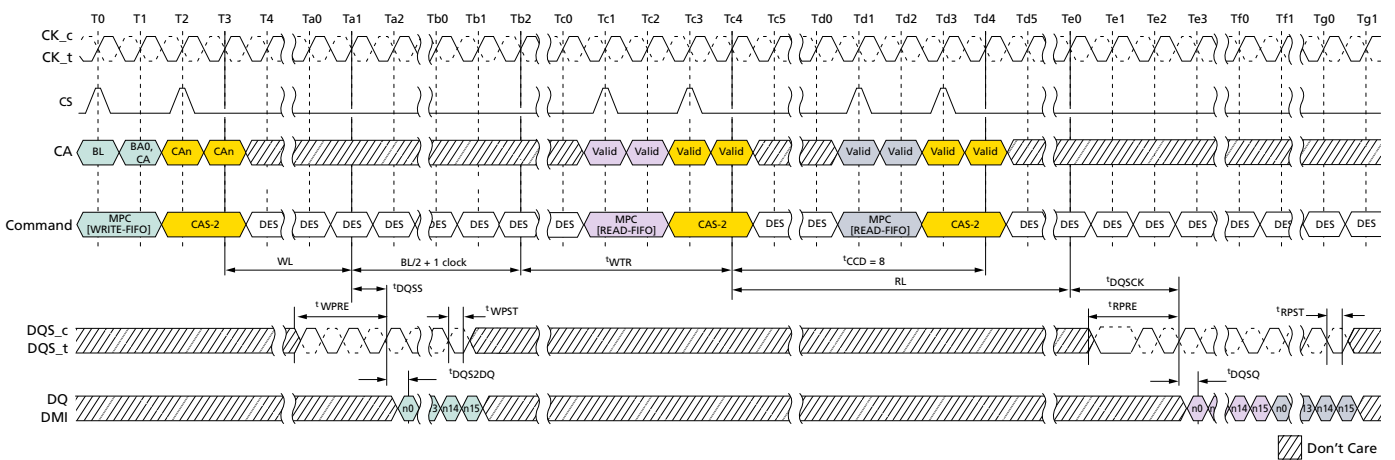 T0 T1 T2 T3 T4 Ta0 Ta1 Ta2 Tb0 Tb1 Tb2 Tc0 Tc1 Tc2 Tc3 Tc4 Tc5 Td0 Td1 Td2 Td3 Td4 Td5 Te0 Te1 Te2 Te3 Tf0 Tf1 Tg0 Tg1
CK_c
CK_t
CS
CA BL BA0, CA CAn CAn Valid Valid Valid Valid Valid Valid Valid Valid
Command MPC [WRITE-FIFO] CAS-2 DES DES DES DES DES DES DES DES MPC [READ-FIFO] CAS-2 DES DES MPC [READ-FIFO] CAS-2 DES DES DES DES DES DES DES DES DES
WL BL/2 + 1 clock tWTR tCCD = 8
RL
tDQSS tDQSCK
tWPRE tWPST tRPRE tRPST
DQS_c
DQS_t
tDQS2DQ tDQSQ
DQ
DMI
n0 3 n14 n15 n0 n n14 n15 n0 13 n14 n15
Don't Care